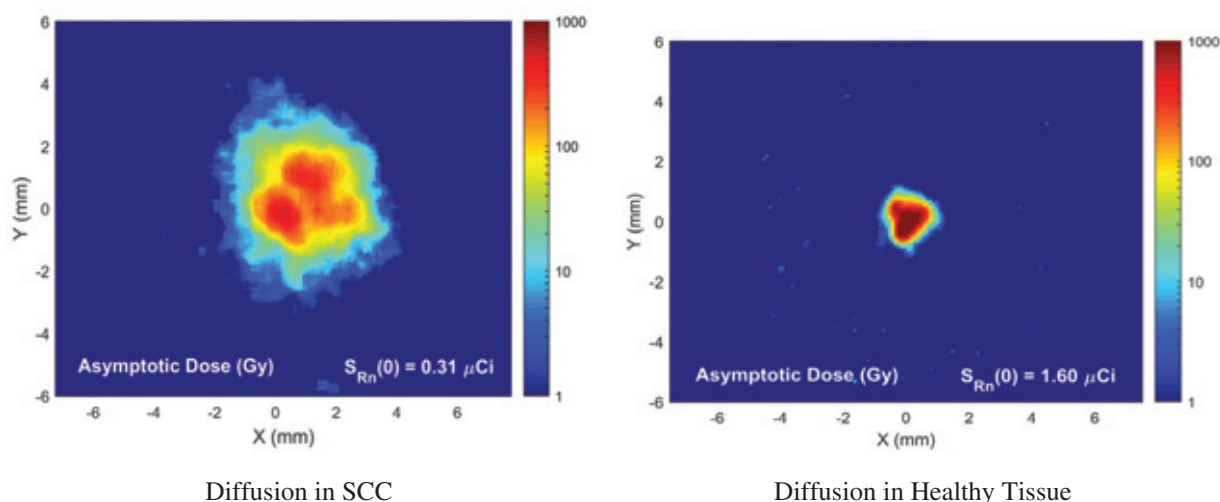 6
4
2
0
-2
-4
-6
Y (mm)
-6 -4 -2 0 2 4 6
X (mm)
Asymptotic Dose (Gy) S_Rn(0) = 0.31 μCi
1000
100
10
1
Diffusion in SCC
6
4
2
0
-2
-4
-6
Y (mm)
-6 -4 -2 0 2 4 6
X (mm)
Asymptotic Dose (Gy) S_Rn(0) = 1.60 μCi
1000
100
10
1
Diffusion in Healthy Tissue